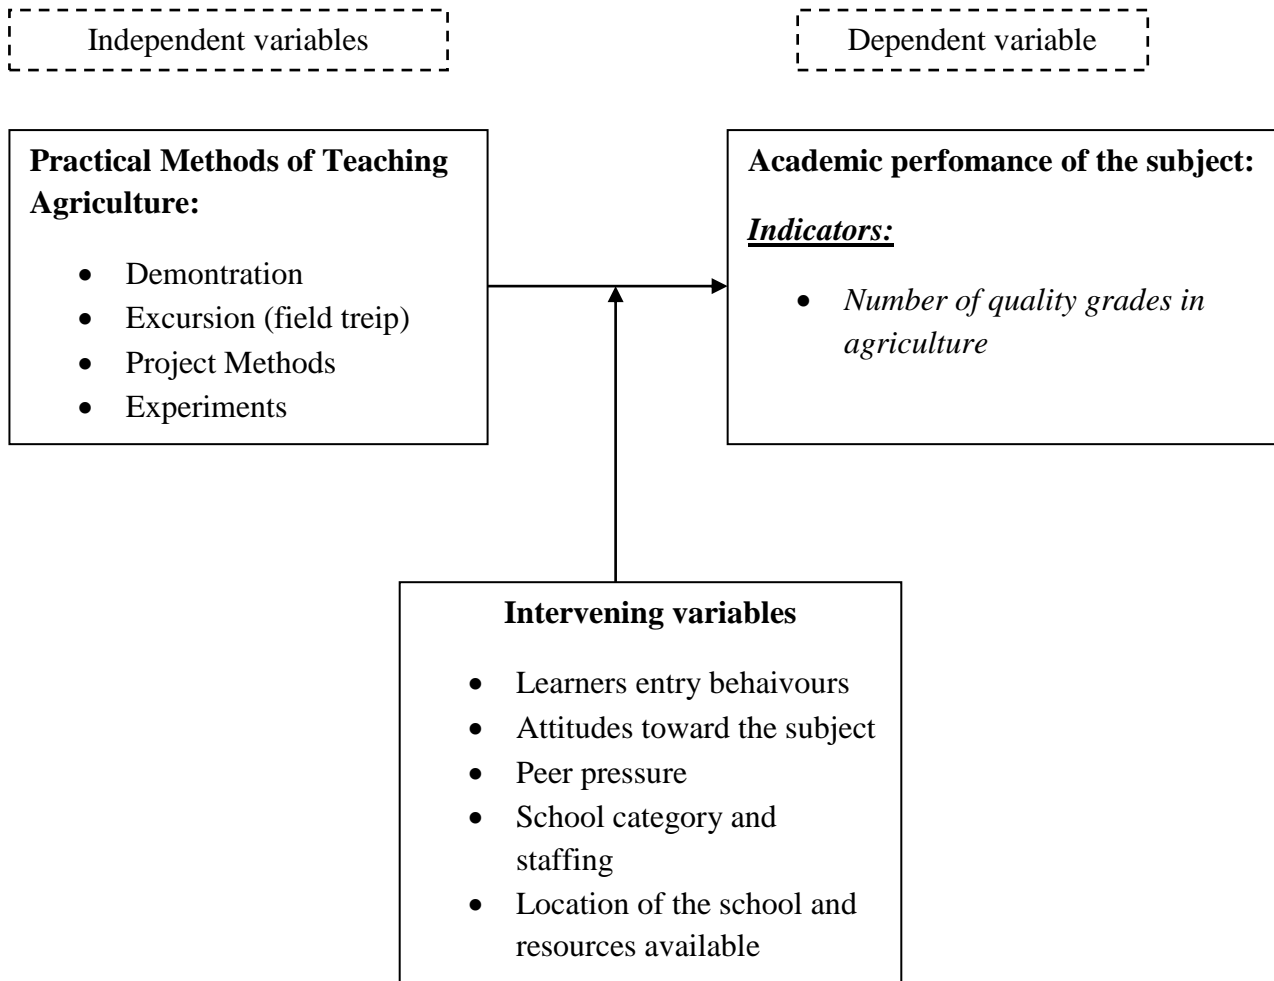 Independent variables
Dependent variable
Practical Methods of Teaching
Agriculture:
• Demontration
• Excursion (field treip)
• Project Methods
• Experiments
Academic perfomance of the subject:
Indicators:
• Number of quality grades in
agriculture
Intervening variables
• Learners entry behaivours
• Attitudes toward the subject
• Peer pressure
• School category and
staffing
• Location of the school and
resources available